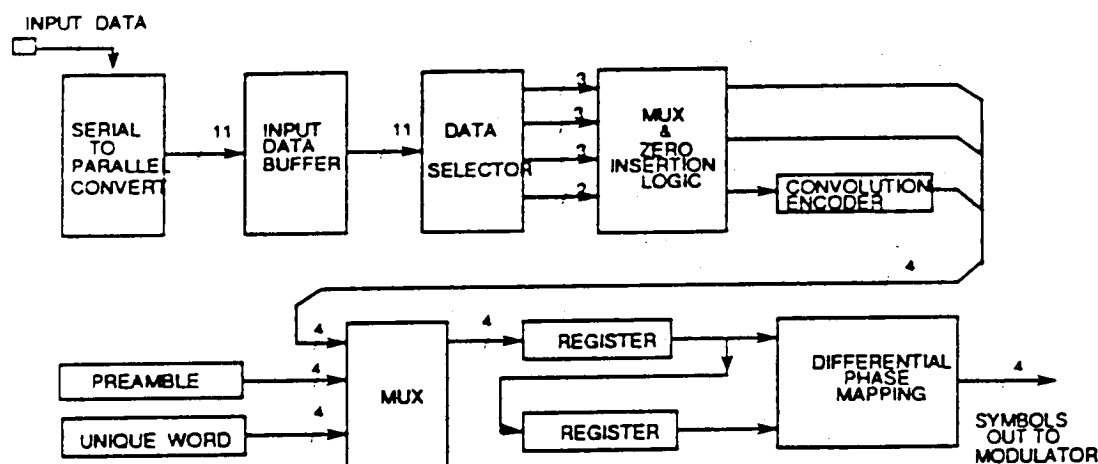 INPUT DATA
SERIAL
TO
PARALLEL
CONVERT
11
INPUT
DATA
BUFFER
11
DATA
SELECTOR
3
3
3
2
MUX
&
ZERO
INSERTION
LOGIC
CONVOLUTION
ENCODER
4
PREAMBLE
UNIQUE WORD
4
4
4
MUX
4
REGISTER
REGISTER
DIFFERENTIAL
PHASE
MAPPING
4
SYMBOLS
OUT TO
MODULATOR